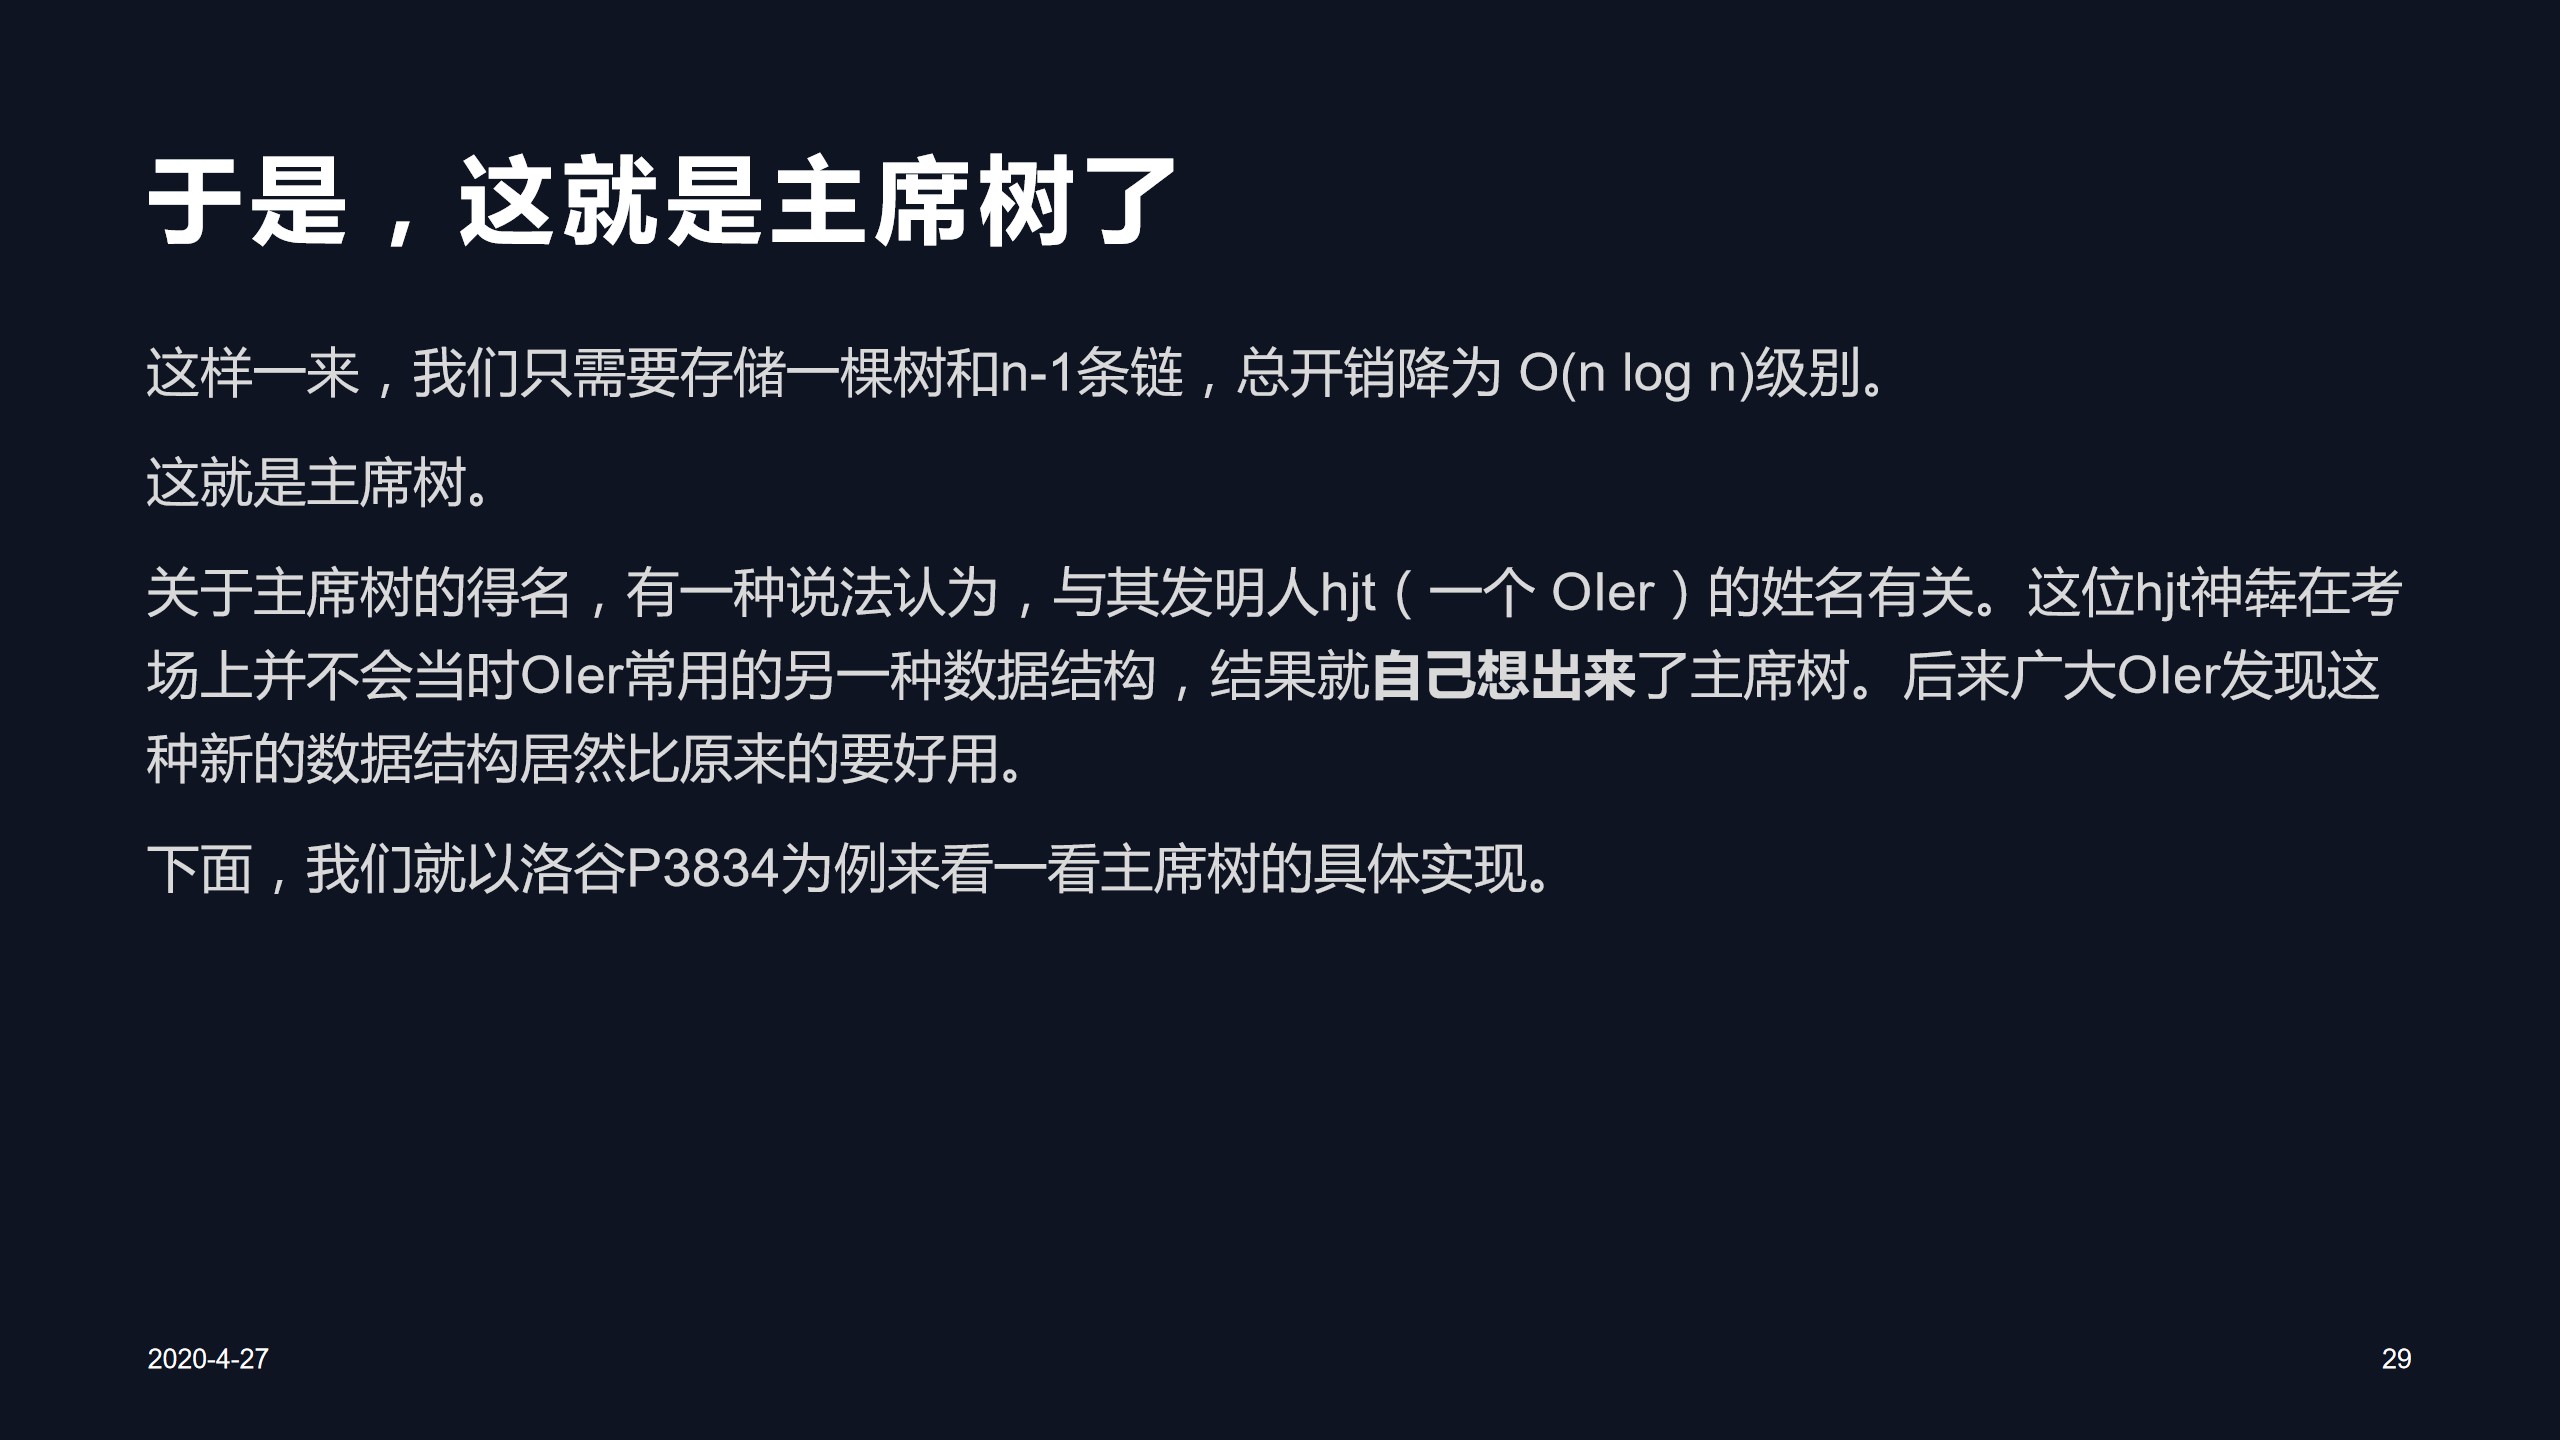 于是，这就是主席树了
这样一来，我们只需要存储一棵树和n-1条链，总开销降为 O(n log n)级别。
这就是主席树。
关于主席树的得名，有一种说法认为，与其发明人hjt（一个 OIer）的姓名有关。这位hjt神犇在考
场上并不会当时OIer常用的另一种数据结构，结果就自己想出来了主席树。后来广大OIer发现这
种新的数据结构居然比原来的要好用。
下面，我们就以洛谷P3834为例来看一看主席树的具体实现。
2020-4-27
29